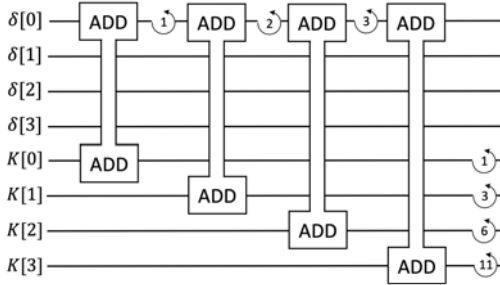 δ[0] ADD 1 ADD 2 ADD 3 ADD
δ[1]
δ[2]
δ[3]
K[0] ADD 1
K[1] ADD 3
K[2] ADD 6
K[3] ADD 11